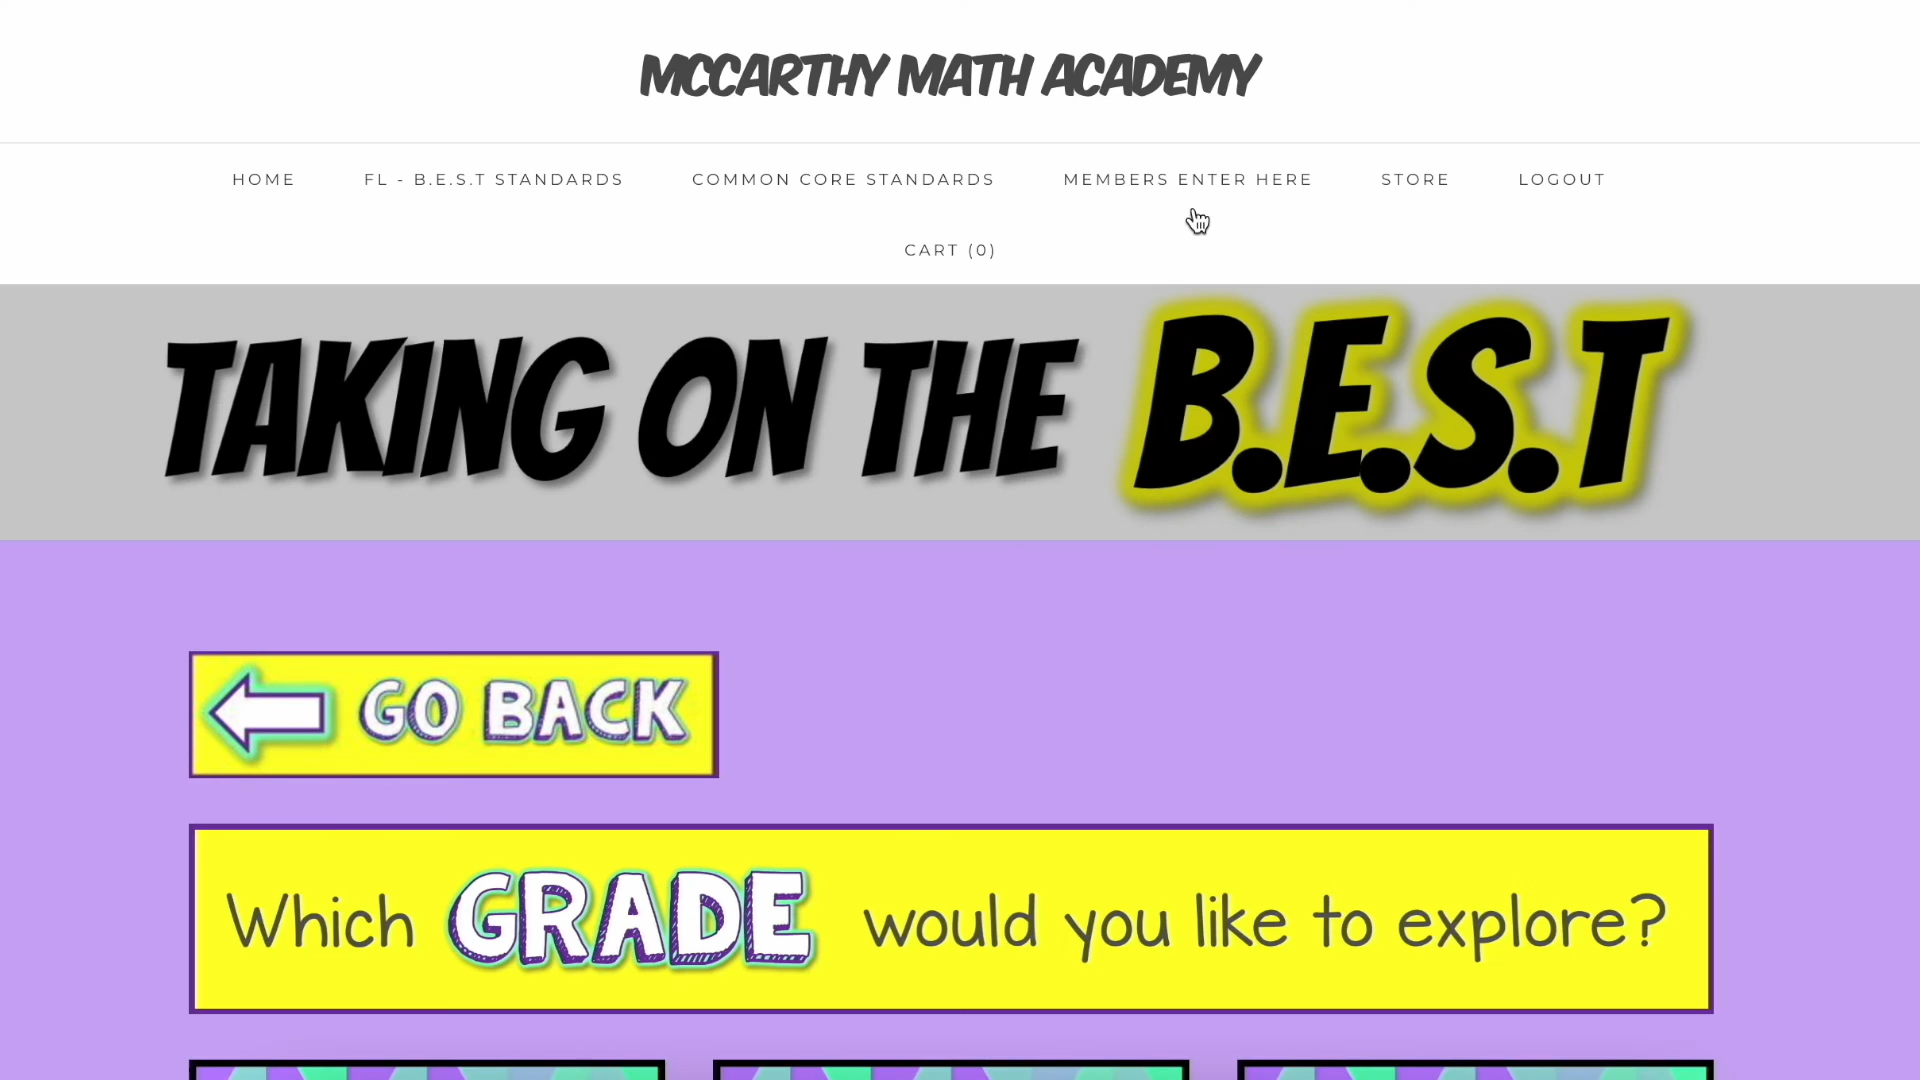 MCCARTHY MATH ACADEMY
HOME FL - B.E.S.T STANDARDS COMMON CORE STANDARDS MEMBERS ENTER HERE STORE LOGOUT
CART (0)
TAKING ON THE B.E.S.T
GO BACK
Which GRADE would you like to explore?